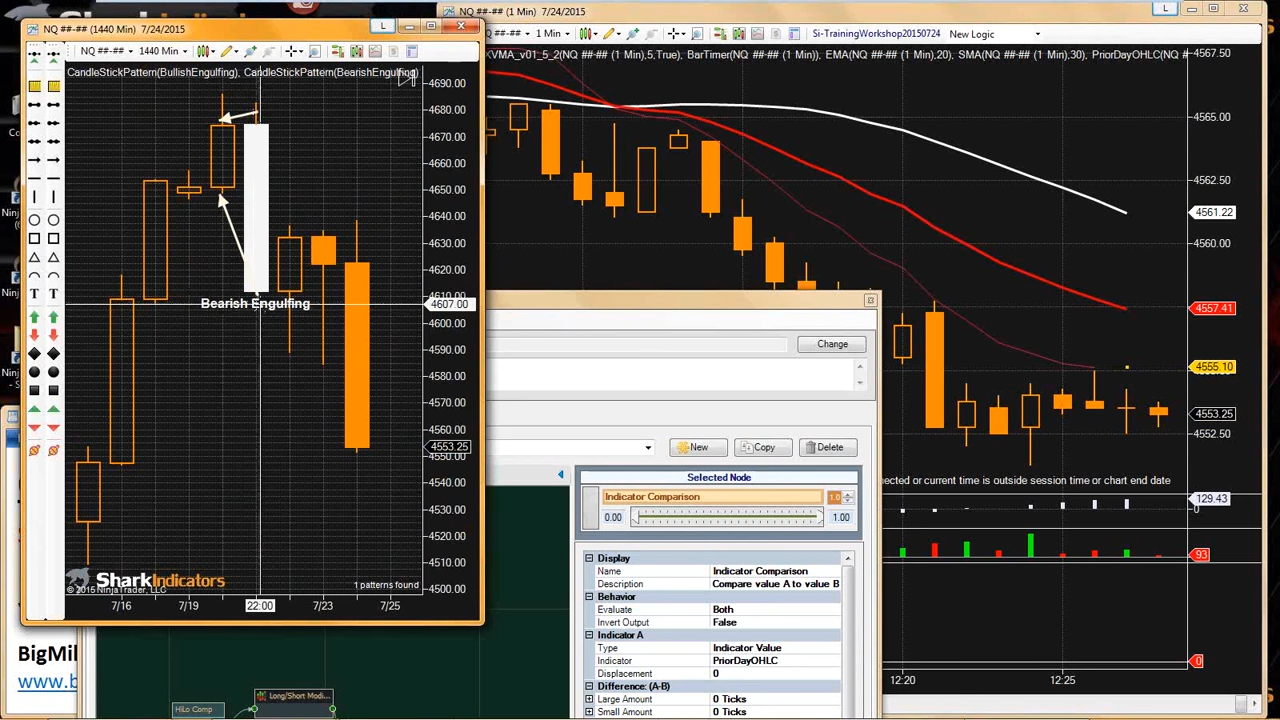 NQ ##-## (1440 Min) 7/24/2015
L
NQ ##-##
1440 Min
CandleStickPattern(BullishEngulfing), CandleStickPattern(BearishEngulfing)
4690.00
4680.00
4670.00
4660.00
4650.00
4640.00
4630.00
4620.00
4610.00
4607.00
4600.00
4590.00
4580.00
4570.00
4560.00
4553.25
4550.00
4540.00
4530.00
4520.00
4510.00
4500.00
T T
Bearish Engulfing
SharkIndicators
© 2015 NinjaTrader, LLC
1 patterns found
7/16
7/19
22:00
7/23
7/25
NQ ##-## (1 Min) 7/24/2015
L
##-##
1 Min
Si-TrainingWorkshop20150724
New Logic
KVMA_v01_5_2(NQ ##-## (1 Min),5,True), BarTimer(NQ ##-## (1 Min)), EMA(NQ ##-## (1 Min),20), SMA(NQ ##-## (1 Min),30), PriorDayOHLC(NQ #
4567.50
4565.00
4562.50
4561.22
4560.00
4557.41
4555.10
4553.25
4552.50
ected or current time is outside session time or chart end date
129.43
0
93
0
12:20
12:25
Change
New
Copy
Delete
Selected Node
Indicator Comparison
1.0
0.00
1.00
Display
Name Indicator Comparison
Description Compare value A to value B
Behavior
Evaluate Both
Invert Output False
Indicator A
Type Indicator Value
Indicator PriorDayOHLC
Displacement 0
Difference: (A-B)
Large Amount 0 Ticks
Small Amount 0 Ticks
Long/Short Modi...
HiLo Comp
BigMil
www.b